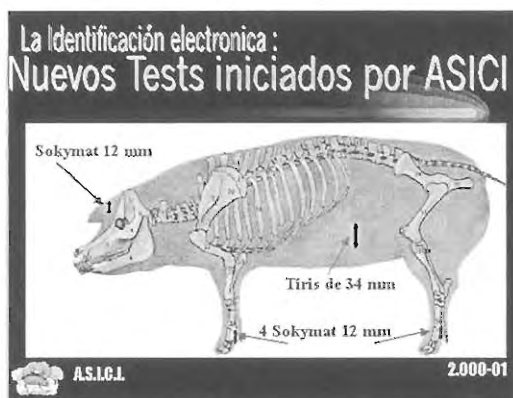 La Identificación electronica :
Nuevos Tests iniciados por ASICI
Sokymat 12 mm
Tiris de 34 mm
4 Sokymat 12 mm
A.S.I.C.I.
2.000-01